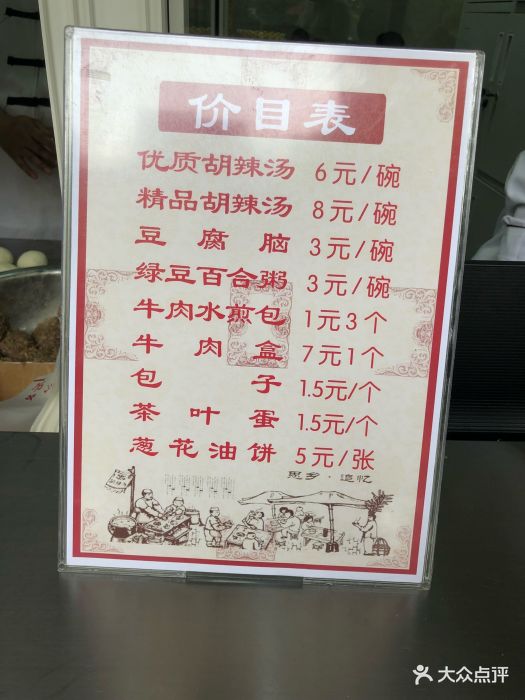 价目表
优质胡辣汤 6元/碗
精品胡辣汤 8元/碗
豆腐脑 3元/碗
绿豆百合粥 3元/碗
牛肉水煎包 1元3个
牛肉盒 7元1个
包子 1.5元/个
茶叶蛋 1.5元/个
葱花油饼 5元/张
思乡·追忆
大众点评